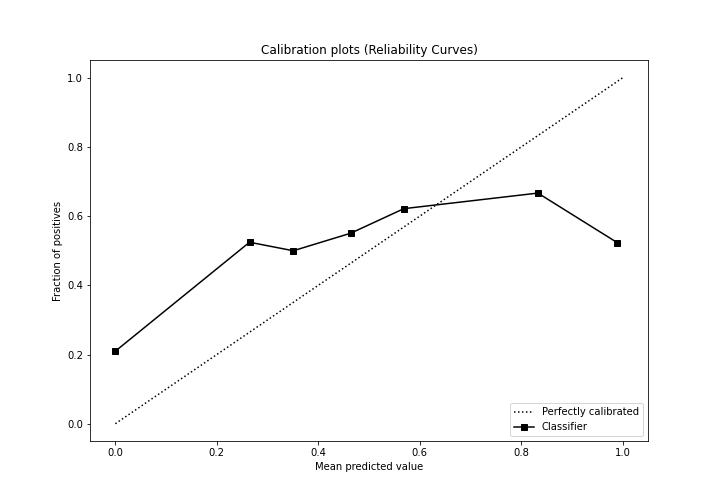 Calibration plots (Reliability Curves)
1.0
0.8
0.6
0.4
0.2
0.0
Fraction of positives
0.0 0.2 0.4 0.6 0.8 1.0
Mean predicted value
Perfectly calibrated
Classifier